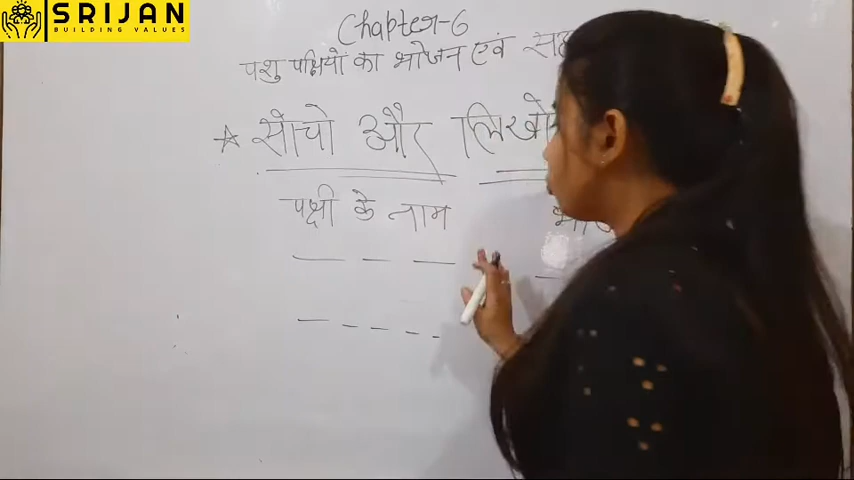 SRIJAN
BUILDING VALUES
Chapter-6
पशु पक्षियों का भोजन एवं
सोचो और लिखो
पक्षी के नाम